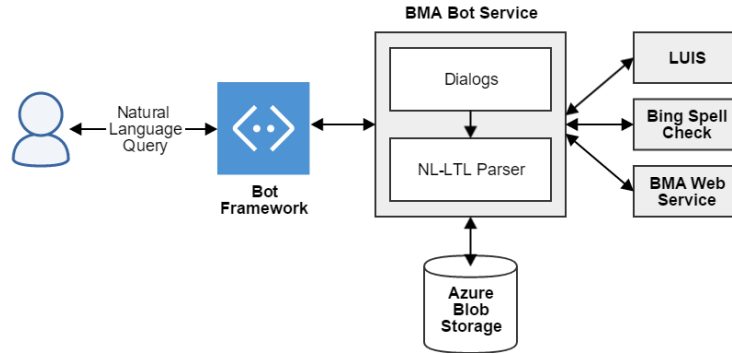 BMA Bot Service
Dialogs
NL-LTL Parser
Natural
Language
Query
Bot
Framework
LUIS
Bing Spell
Check
BMA Web
Service
Azure
Blob
Storage